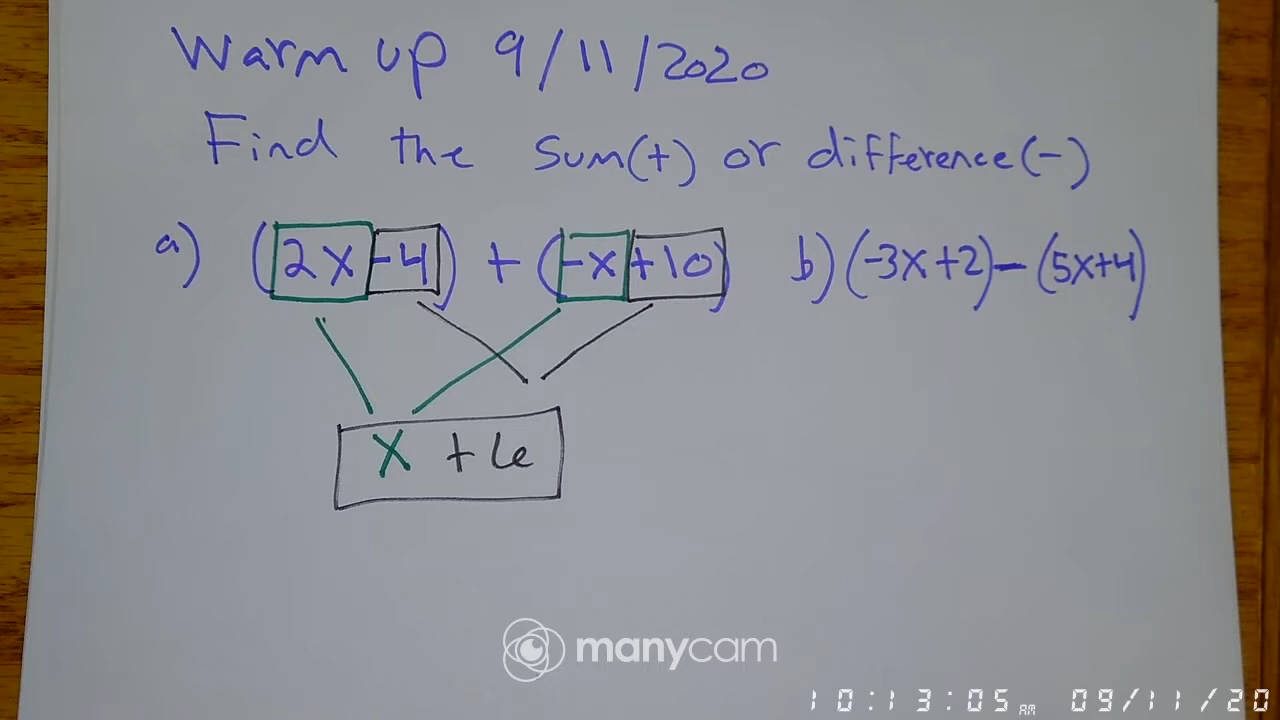 Warm up 9/11/2020
Find the sum(+) or difference(-)
a) (2x-4) + (-x+10) b) (-3x+2)-(5x+4)
x +6
manycam
10:13:05 AM 09/11/20